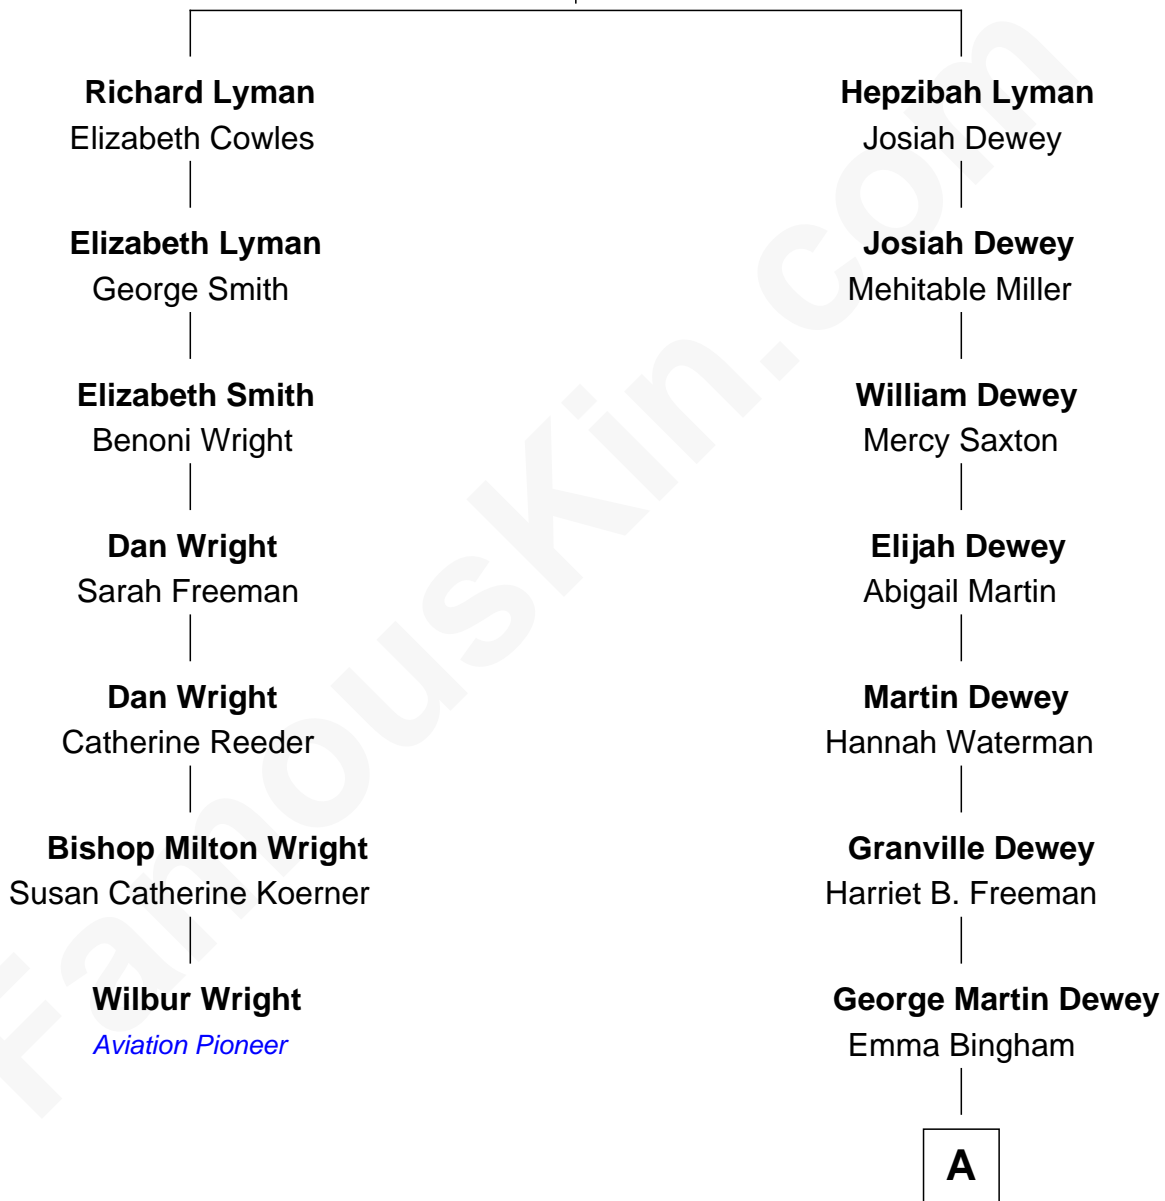 Richard Lyman
Elizabeth Cowles
Elizabeth Lyman
George Smith
Elizabeth Smith
Benoni Wright
Dan Wright
Sarah Freeman
Dan Wright
Catherine Reeder
Bishop Milton Wright
Susan Catherine Koerner
Wilbur Wright
Aviation Pioneer
Hepzibah Lyman
Josiah Dewey
Josiah Dewey
Mehitable Miller
William Dewey
Mercy Saxton
Elijah Dewey
Abigail Martin
Martin Dewey
Hannah Waterman
Granville Dewey
Harriet B. Freeman
George Martin Dewey
Emma Bingham
A
FamousKin.com